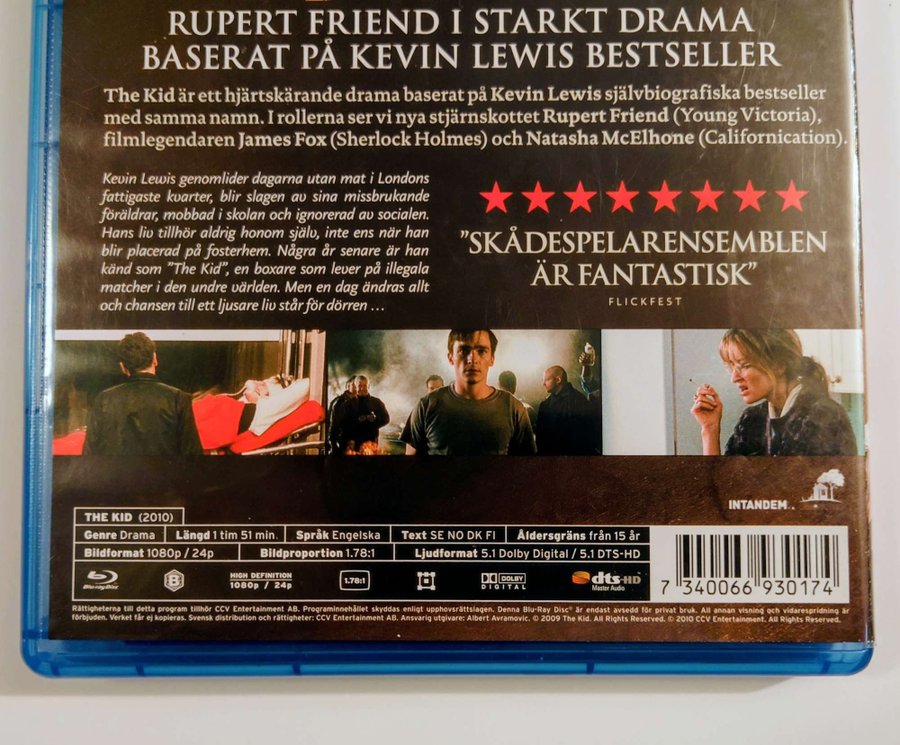 RUPERT FRIEND I STARKT DRAMA
BASERAT PÅ KEVIN LEWIS BESTSELLER
The Kid är ett hjärtskärande drama baserat på Kevin Lewis självbiografiska bestseller
med samma namn. I rollerna ser vi nya stjärnskottet Rupert Friend (Young Victoria),
filmlegendaren James Fox (Sherlock Holmes) och Natasha McElhone (Californication).
Kevin Lewis genomlider dagarna utan mat i Londons
fattigaste kvarter, blir slagen av sina missbrukande
föräldrar, mobbad i skolan och ignorerad av socialen.
Hans liv tillhör aldrig honom själv, inte ens när han
blir placerad på fosterhem. Några år senare är han
känd som "The Kid", en boxare som lever på illegala
matcher i den undre världen. Men en dag ändras allt
och chansen till ett ljusare liv står för dörren ...
"SKÅDESPELARENSEMBLEN
ÄR FANTASTISK"
FLICKFEST
INTANDEM
THE KID (2010)
Genre Drama Längd 1 tim 51 min. Språk Engelska Text SE NO DK FI Åldersgräns från 15 år
Bildformat 1080p / 24p Bildproportion 1.78:1 Ljudformat 5.1 Dolby Digital / 5.1 DTS-HD
Blu-ray Disc B HIGH DEFINITION 1080p / 24p 1.78:1 5.1 DOLBY DIGITAL dts-HD Master Audio
7 340066 930174
Rättigheterna till detta program tillhör CCV Entertainment AB. Programinnehållet skyddas enligt upphovsrättslagen. Denna Blu-Ray Disc® är endast avsedd för privat bruk. All annan visning och vidarespridning är
förbjuden. Verket får ej kopieras. Svensk distribution och rättigheter: CCV Entertainment AB. Ansvarig utgivare: Albert Avramovic. © 2009 The Kid. All Rights Reserved. © 2010 CCV Entertainment. All Rights Reserved.